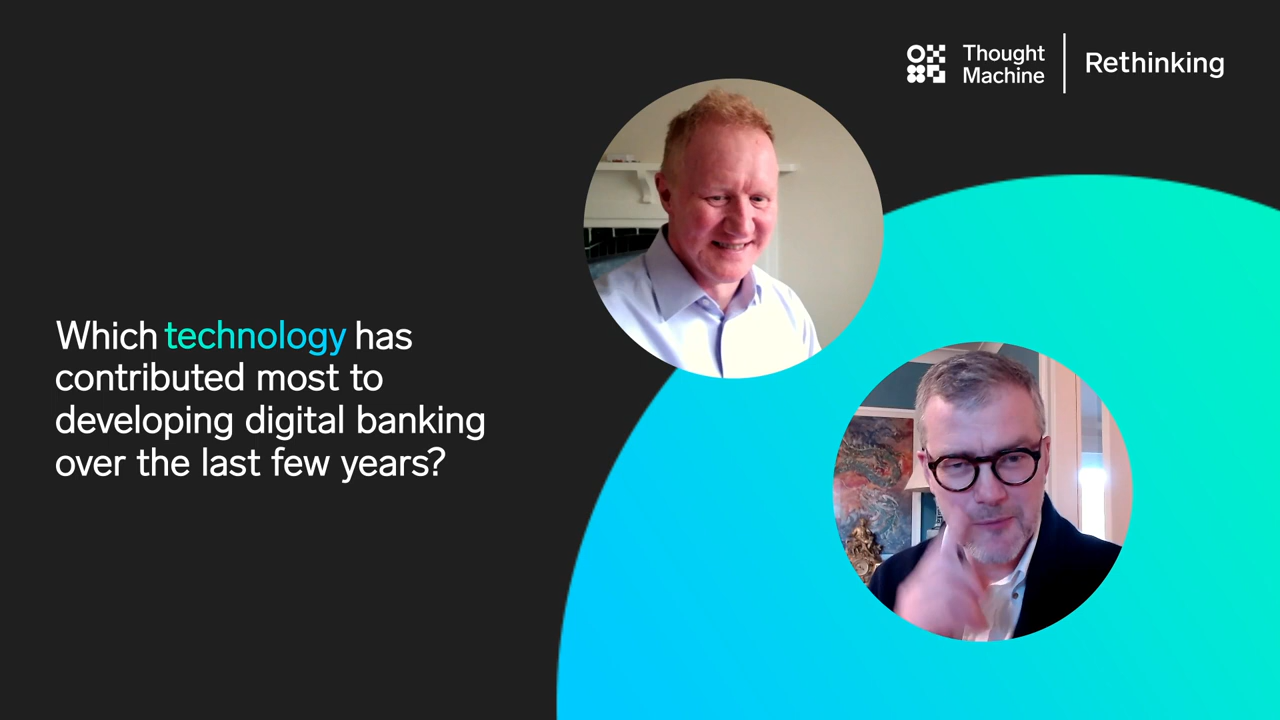 Thought
Machine
Rethinking
Which technology has
contributed most to
developing digital banking
over the last few years?